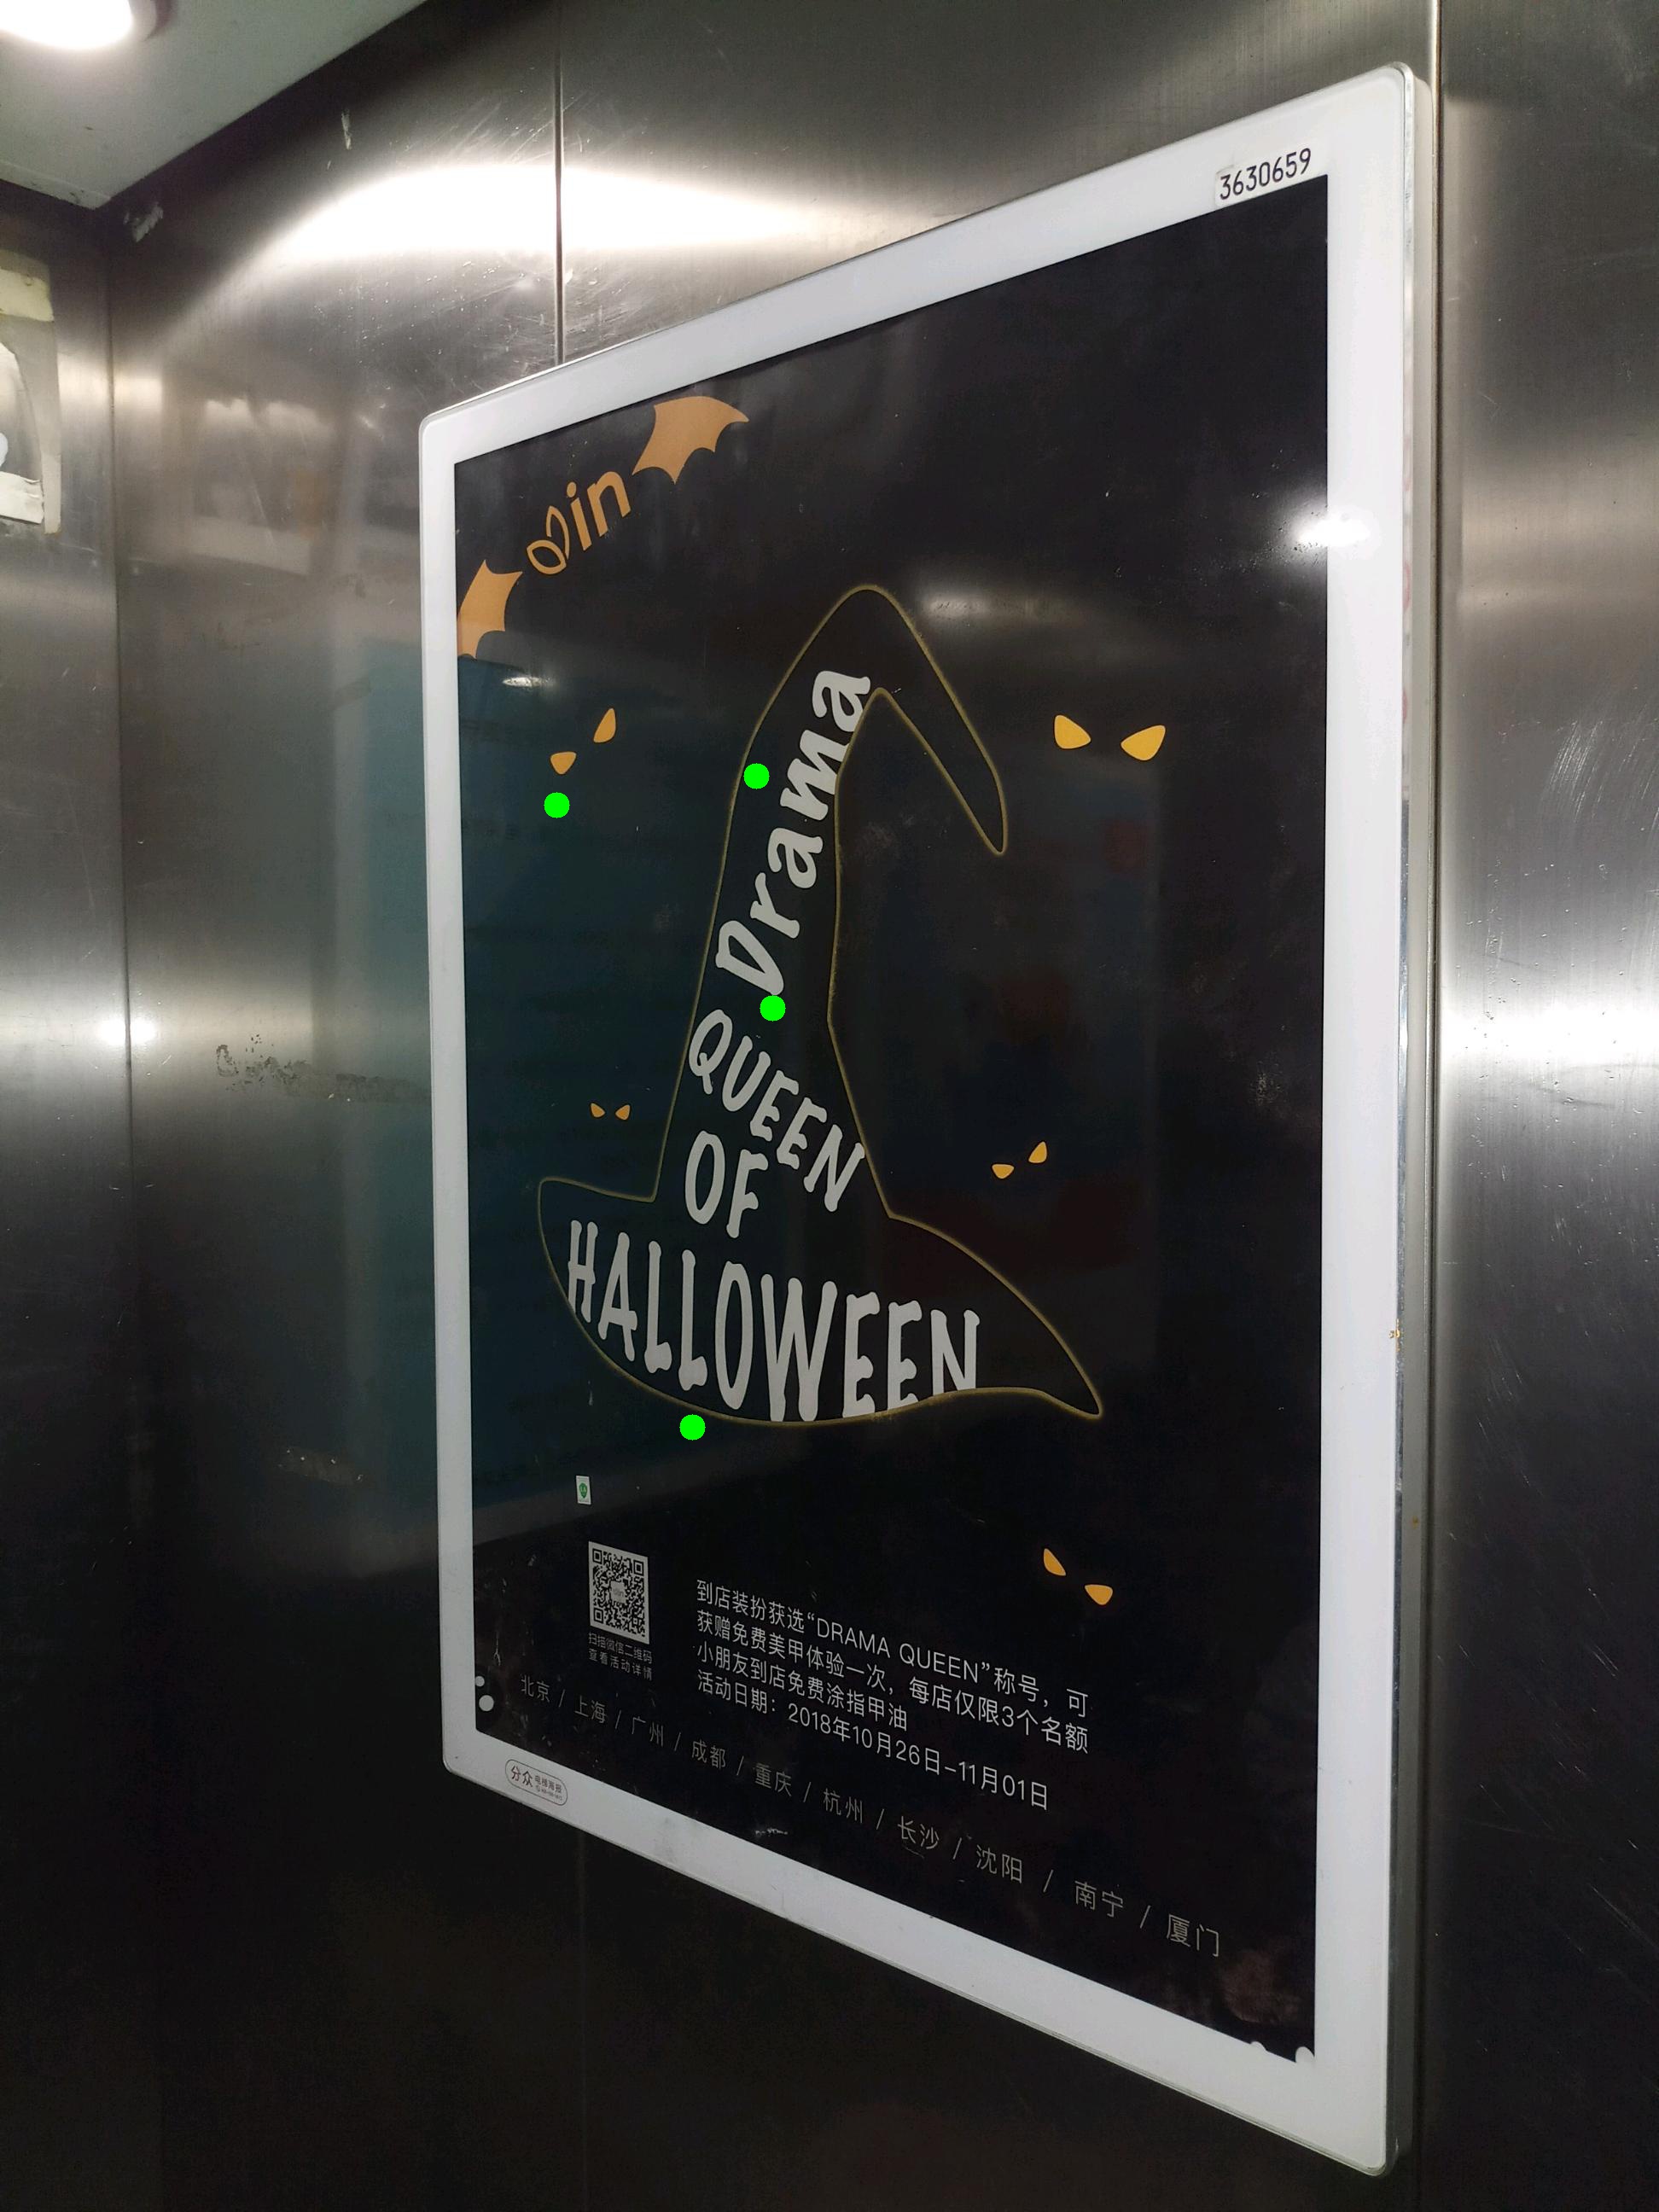 3630659
in
Drama
QUEEN
OF
HALLOWEEN
到店装扮获选“DRAMA QUEEN”称号，可
获赠免费美甲体验一次，每店仅限3个名额
小朋友到店免费涂指甲油
活动日期：2018年10月26日-11月01日
扫描微信二维码
查看活动详情
北京 / 上海 / 广州 / 成都 / 重庆 / 杭州 / 长沙 / 沈阳 / 南宁 / 厦门
分众